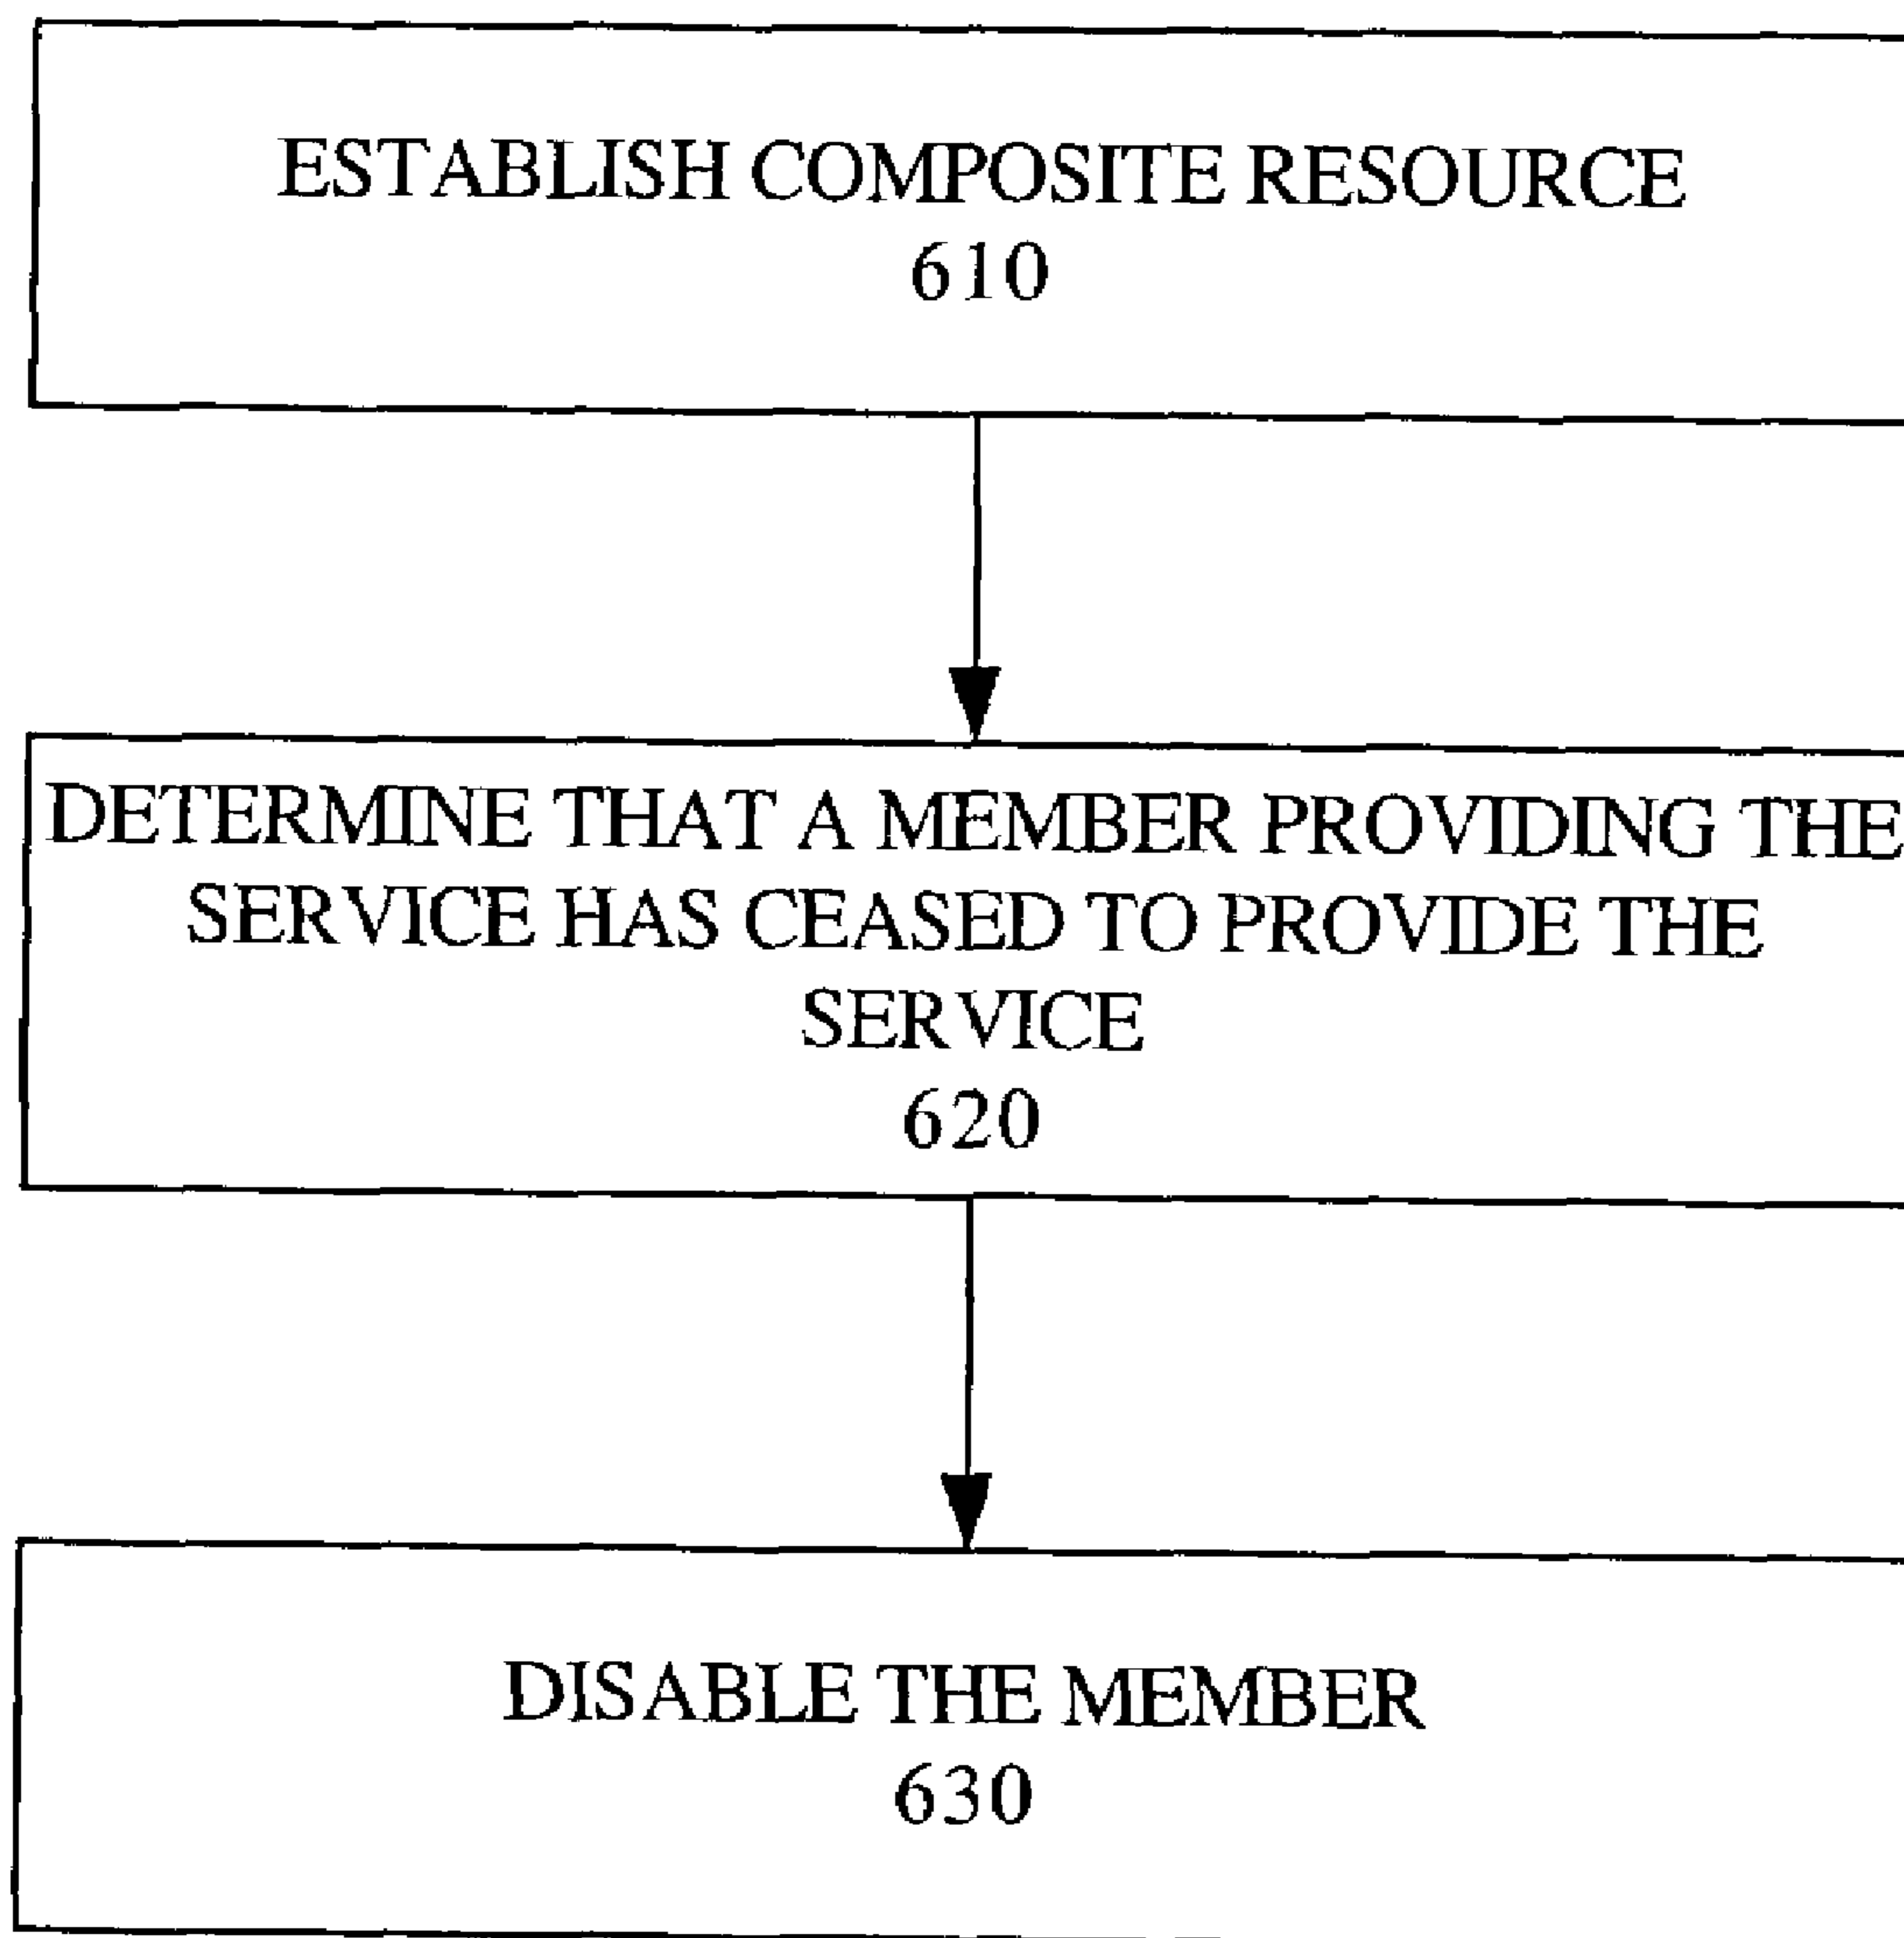 ESTABLISH COMPOSITE RESOURCE
610
DETERMINE THAT A MEMBER PROVIDING THE
SERVICE HAS CEASED TO PROVIDE THE
SERVICE
620
DISABLE THE MEMBER
630